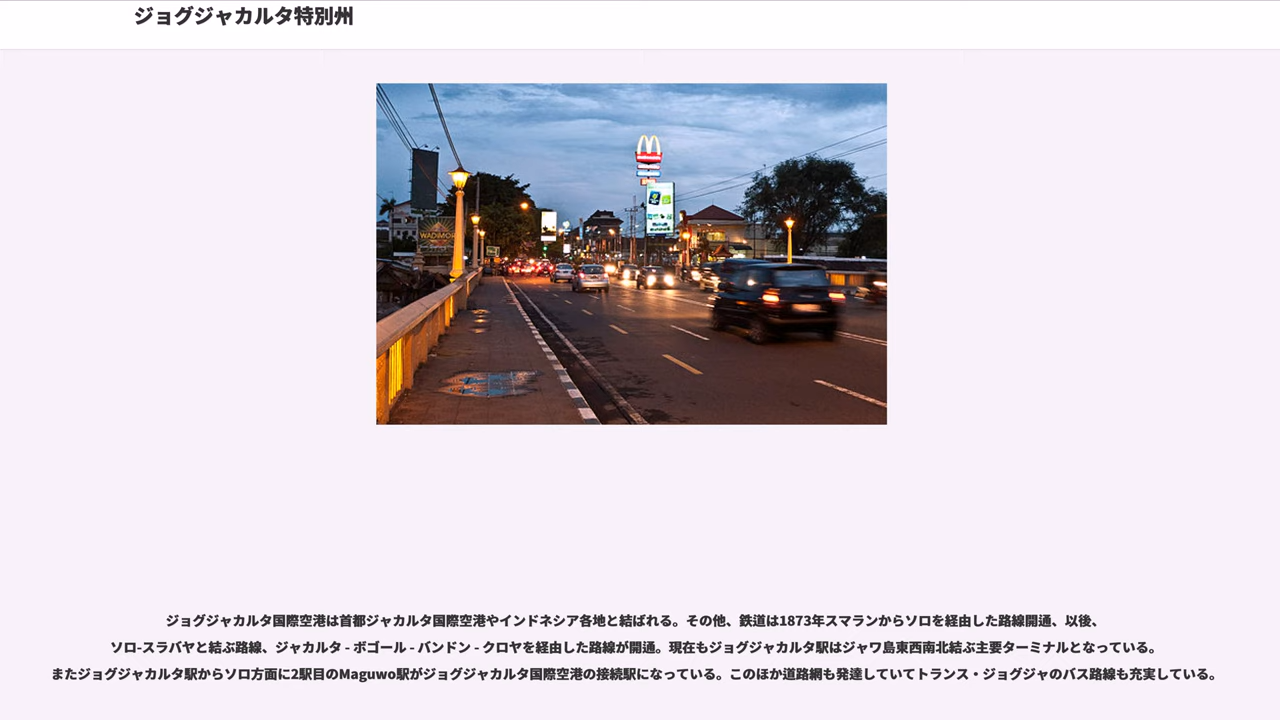 ジョグジャカルタ特別州
WADIMOR
ジョグジャカルタ国際空港は首都ジャカルタ国際空港やインドネシア各地と結ばれる。その他、鉄道は1873年スマランからソロを経由した路線開通、以後、
ソロ-スラバヤと結ぶ路線、ジャカルタ - ボゴール - バンドン - クロヤを経由した路線が開通。現在もジョグジャカルタ駅はジャワ島東西南北結ぶ主要ターミナルとなっている。
またジョグジャカルタ駅からソロ方面に2駅目のMaguwo駅がジョグジャカルタ国際空港の接続駅になっている。このほか道路網も発達していてトランス・ジョグジャのバス路線も充実している。